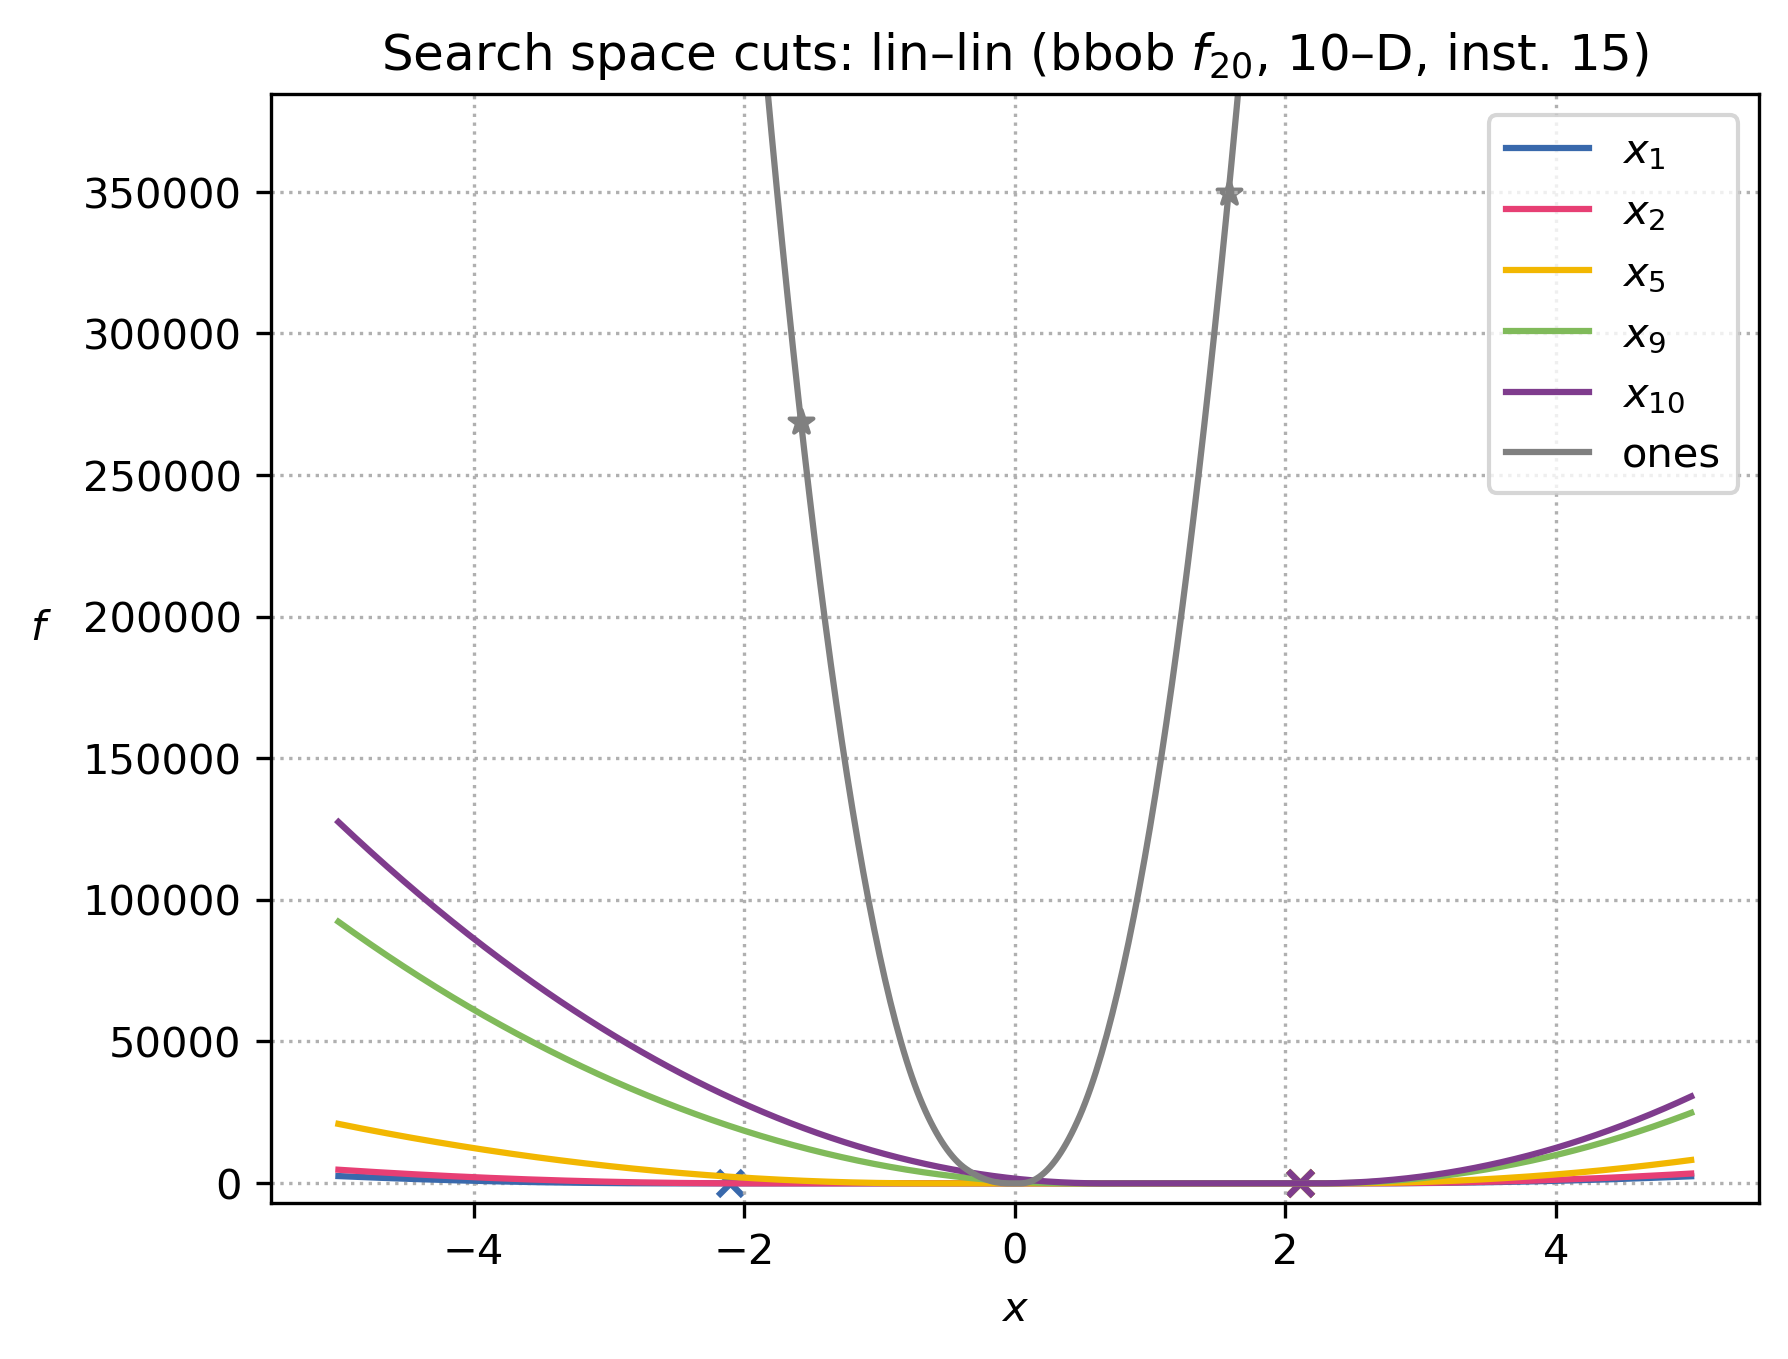 Search space cuts: lin–lin (bbob f₂₀, 10–D, inst. 15)
x₁
x₂
x₅
x₉
x₁₀
ones
f
350000
300000
250000
200000
150000
100000
50000
0
−4 −2 0 2 4
x